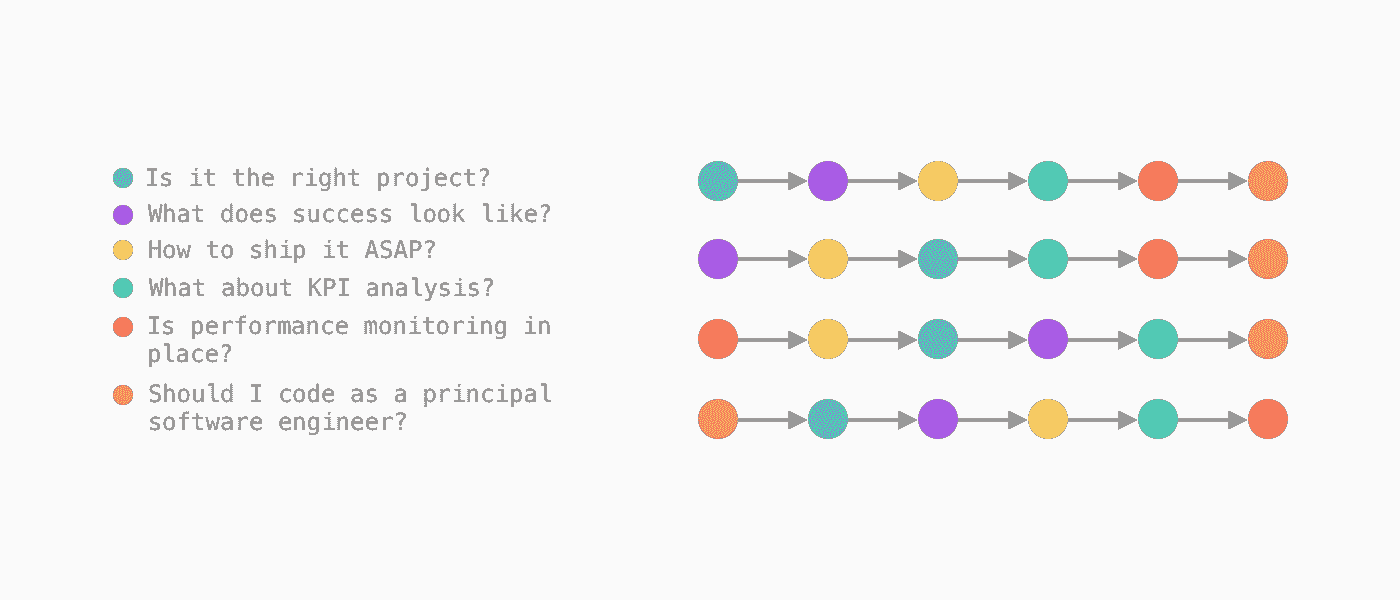 Is it the right project?
What does success look like?
How to ship it ASAP?
What about KPI analysis?
Is performance monitoring in
place?
Should I code as a principal
software engineer?